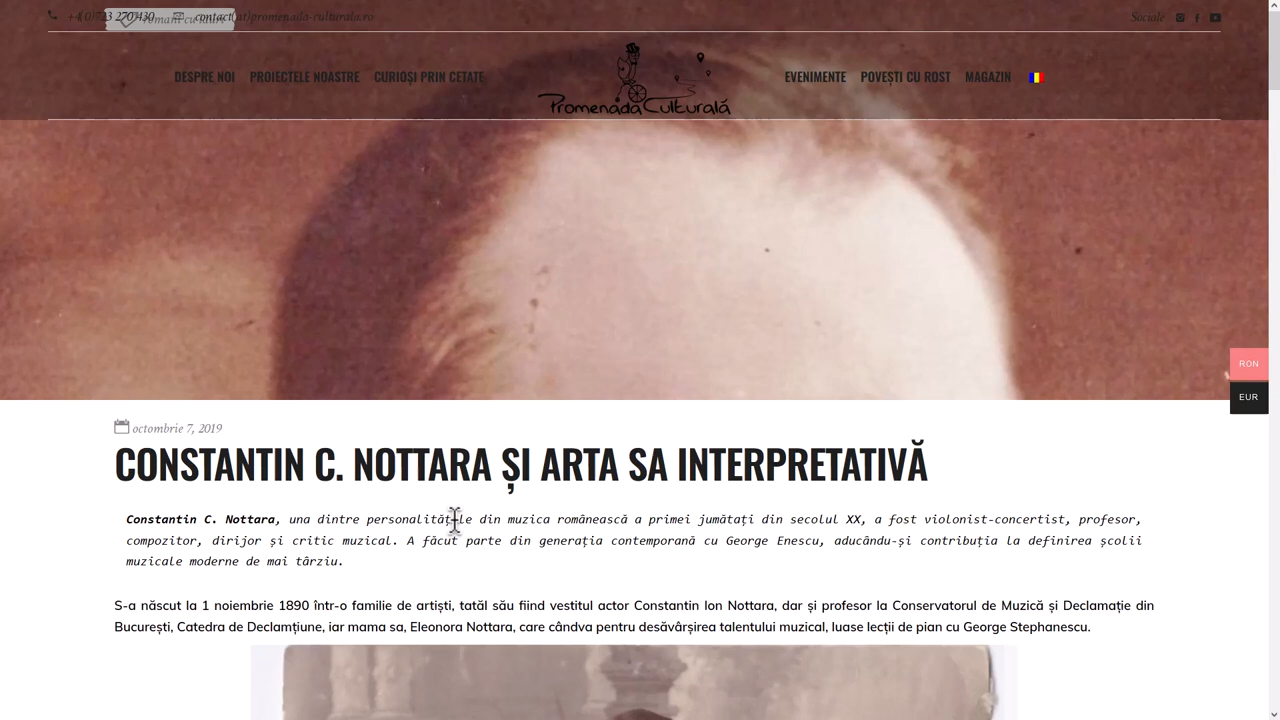 +4(0)723 270 430 contact(at)promenada-culturala.ro
Sociale
DESPRE NOI PROIECTELE NOASTRE CURIOȘI PRIN CETATE
Promenada Culturală
EVENIMENTE POVEȘTI CU ROST MAGAZIN
RON
EUR
octombrie 7, 2019
CONSTANTIN C. NOTTARA ȘI ARTA SA INTERPRETATIVĂ
Constantin C. Nottara, una dintre personalitățile din muzica românească a primei jumătați din secolul XX, a fost violonist-concertist, profesor,
compozitor, dirijor și critic muzical. A făcut parte din generația contemporană cu George Enescu, aducându-și contribuția la definirea școlii
muzicale moderne de mai târziu.
S-a născut la 1 noiembrie 1890 într-o familie de artiști, tatăl său fiind vestitul actor Constantin Ion Nottara, dar și profesor la Conservatorul de Muzică și Declamație din
București, Catedra de Declamțiune, iar mama sa, Eleonora Nottara, care cândva pentru desăvârșirea talentului muzical, luase lecții de pian cu George Stephanescu.